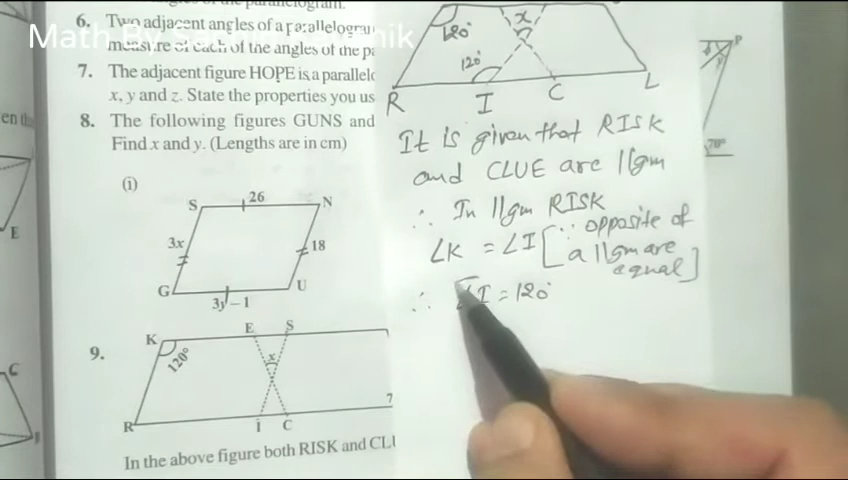 parallelogram.
6. Two adjacent angles of a parallelogram
measure of each of the angles of the pa
Math By
7. The adjacent figure HOPE is a parallelo
x, y and z. State the properties you us
8. The following figures GUNS and
Find x and y. (Lengths are in cm)
(i)
S 26 N
3x 18
G 3y – 1 U
9.
K E S
120° x
R I C
In the above figure both RISK and CLU
E
C
120° x
120°
R I C L
It is given that RISK
and CLUE are ||gm
∴ In ||gm RISK
∠K = ∠I [∵ opposite of
a ||gm are
equal]
∴ ∠I = 120°
P
70°